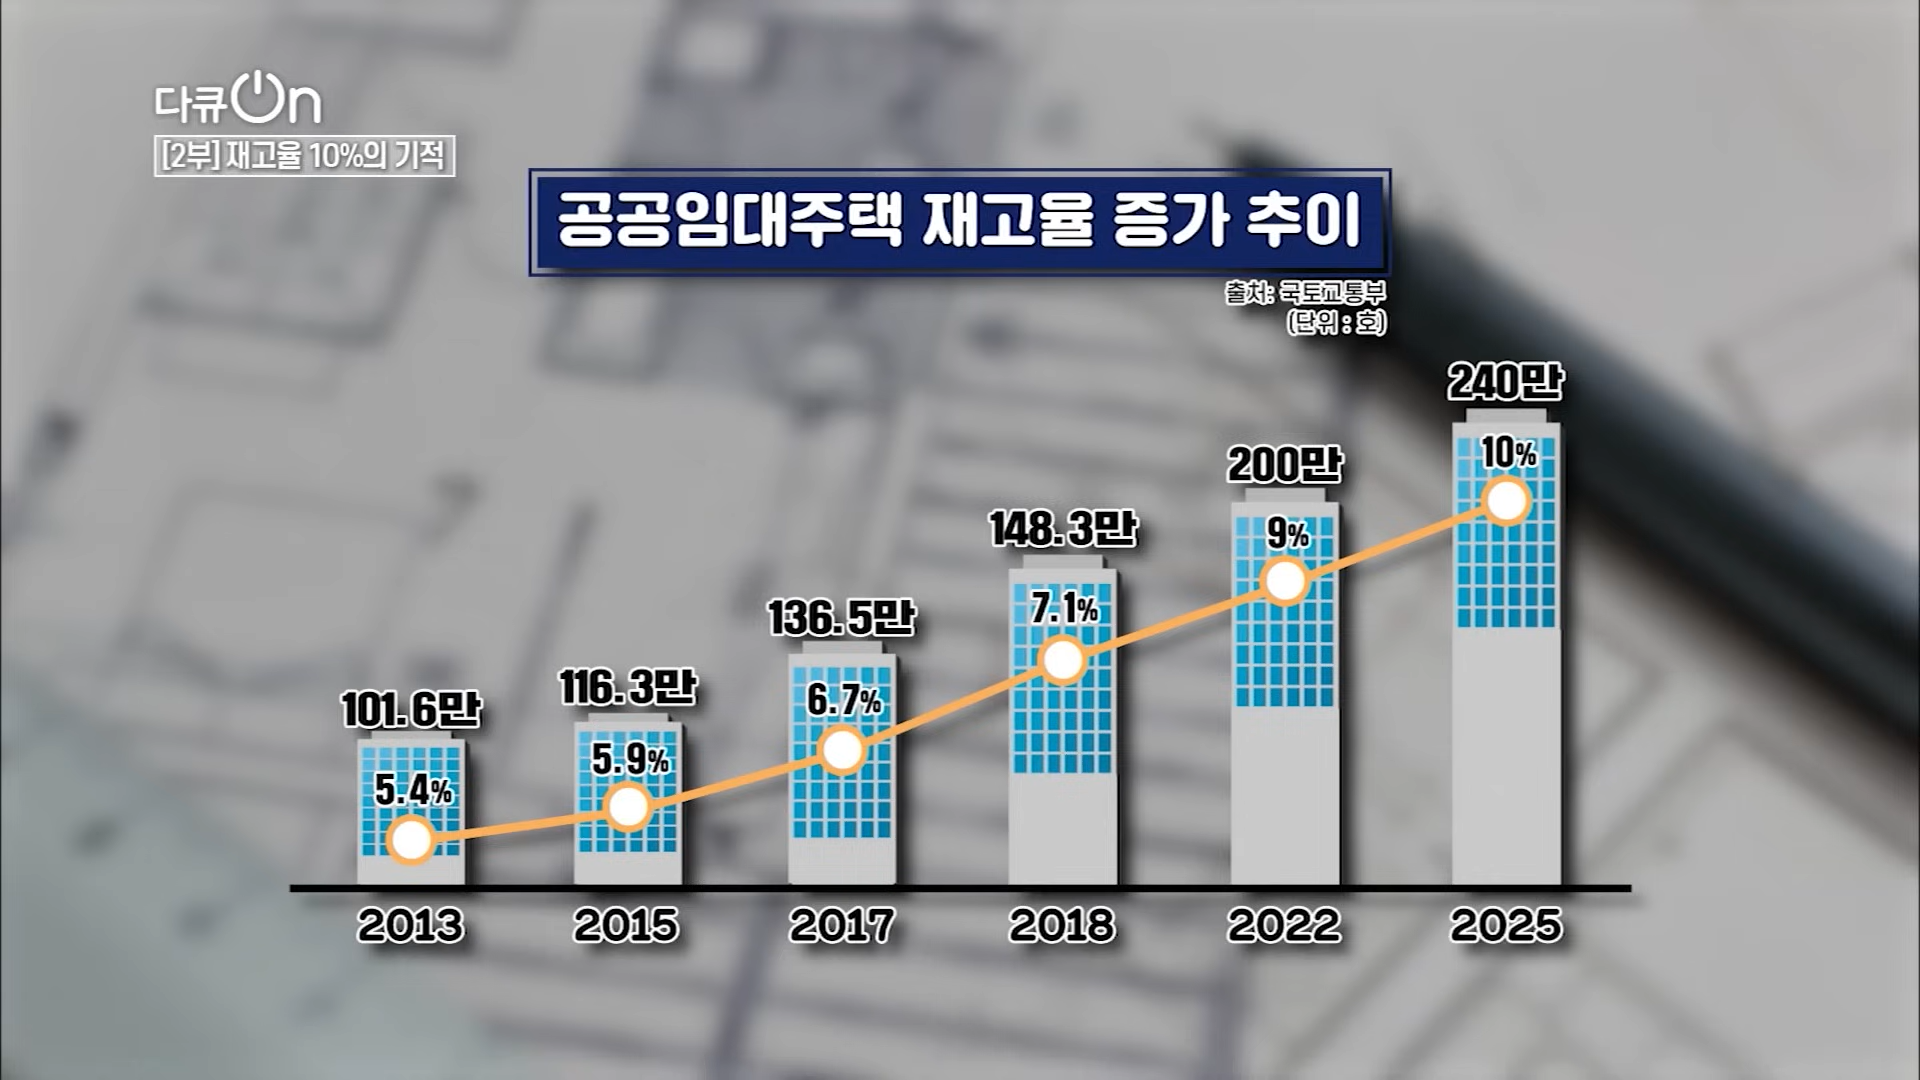 다큐On
[2부] 재고율 10%의 기적
공공임대주택 재고율 증가 추이
출처: 국토교통부
(단위 : 호)
101.6만
116.3만
136.5만
148.3만
200만
240만
5.4%
5.9%
6.7%
7.1%
9%
10%
2013
2015
2017
2018
2022
2025